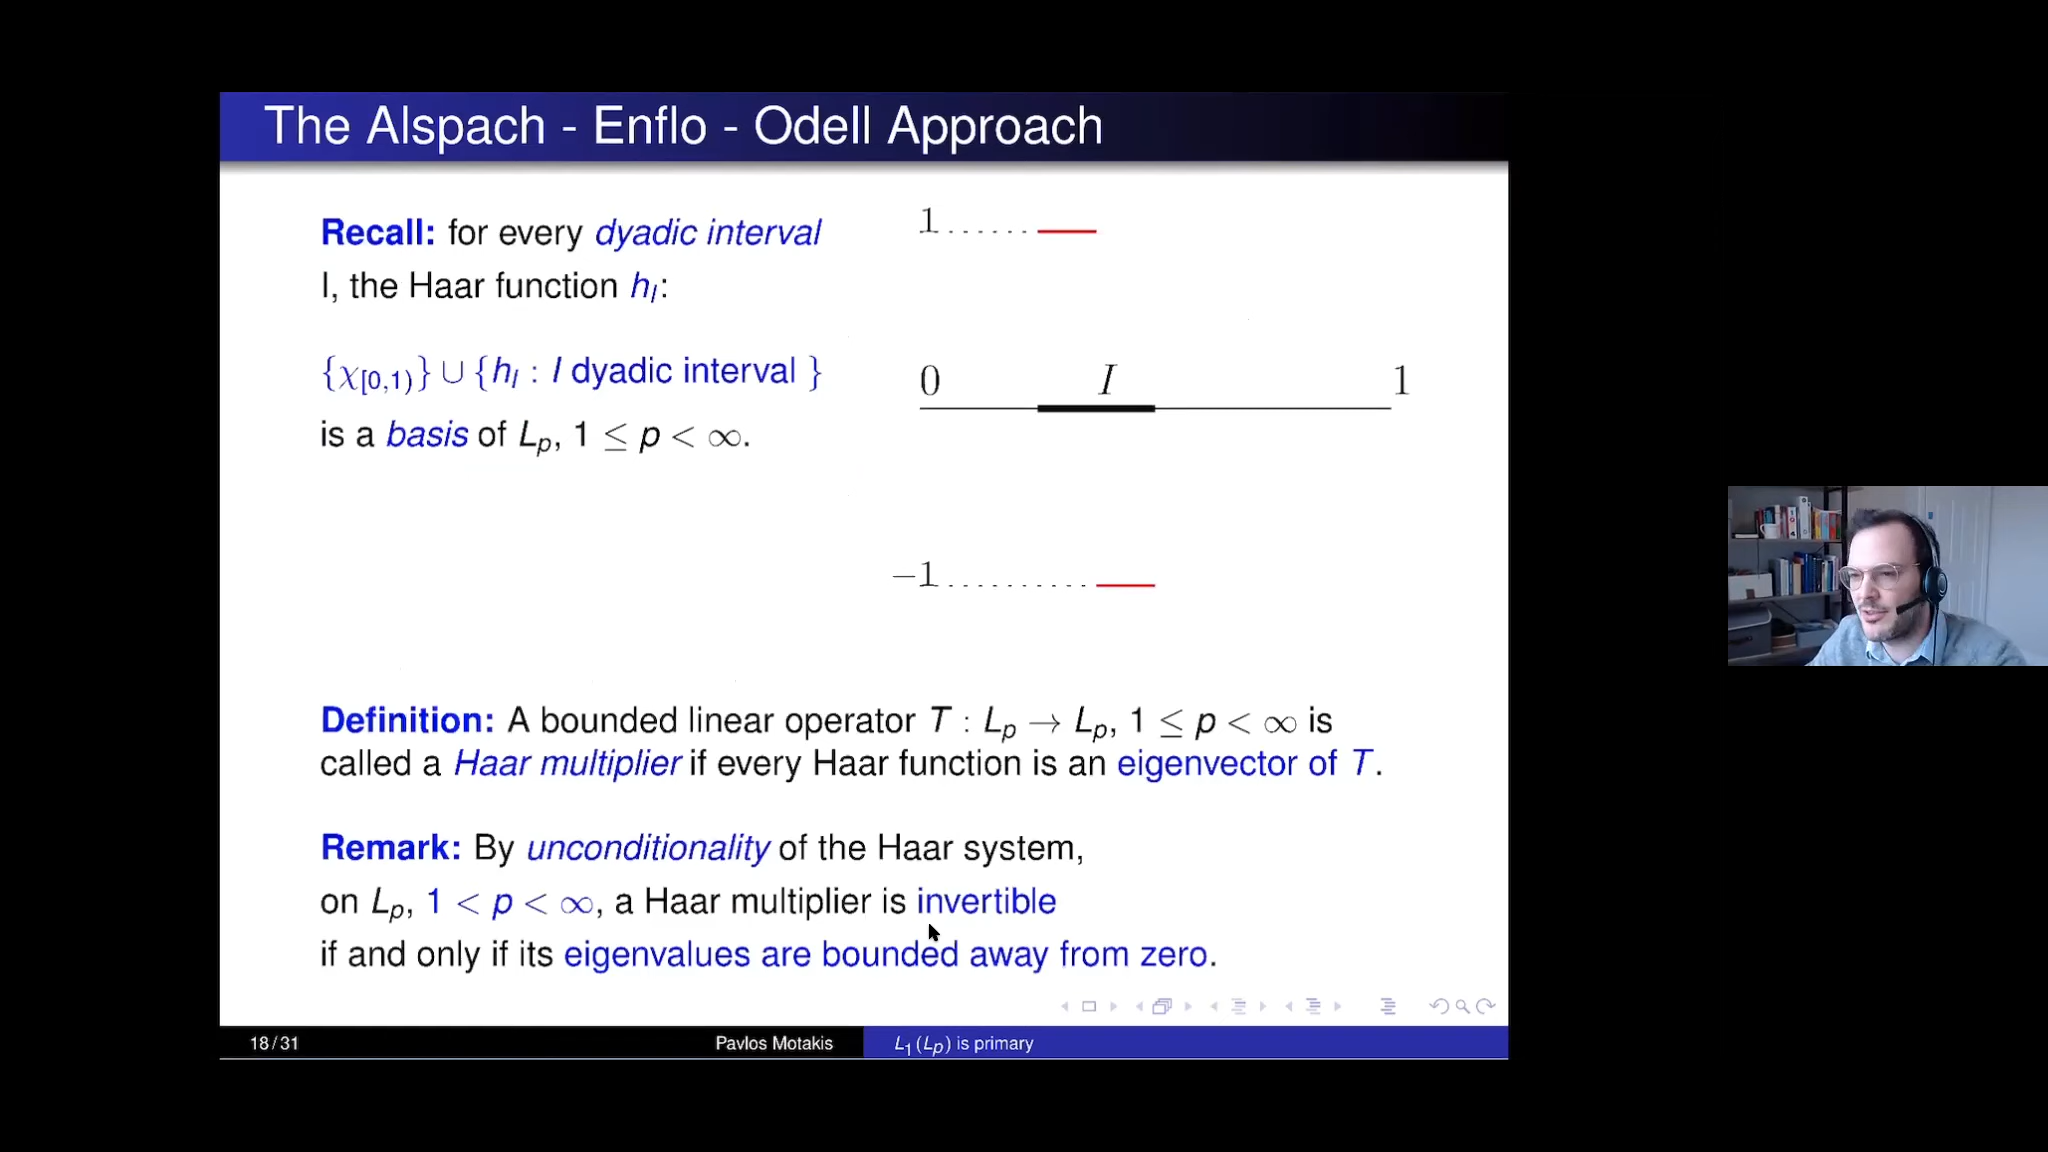 The Alspach - Enflo - Odell Approach
Recall: for every dyadic interval
I, the Haar function h_I:
{χ_[0,1)} ∪ {h_I : I dyadic interval }
is a basis of L_p, 1 ≤ p < ∞.
1
0 I 1
−1
Definition: A bounded linear operator T : L_p → L_p, 1 ≤ p < ∞ is
called a Haar multiplier if every Haar function is an eigenvector of T.
Remark: By unconditionality of the Haar system,
on L_p, 1 < p < ∞, a Haar multiplier is invertible
if and only if its eigenvalues are bounded away from zero.
18/31 Pavlos Motakis L_1(L_p) is primary